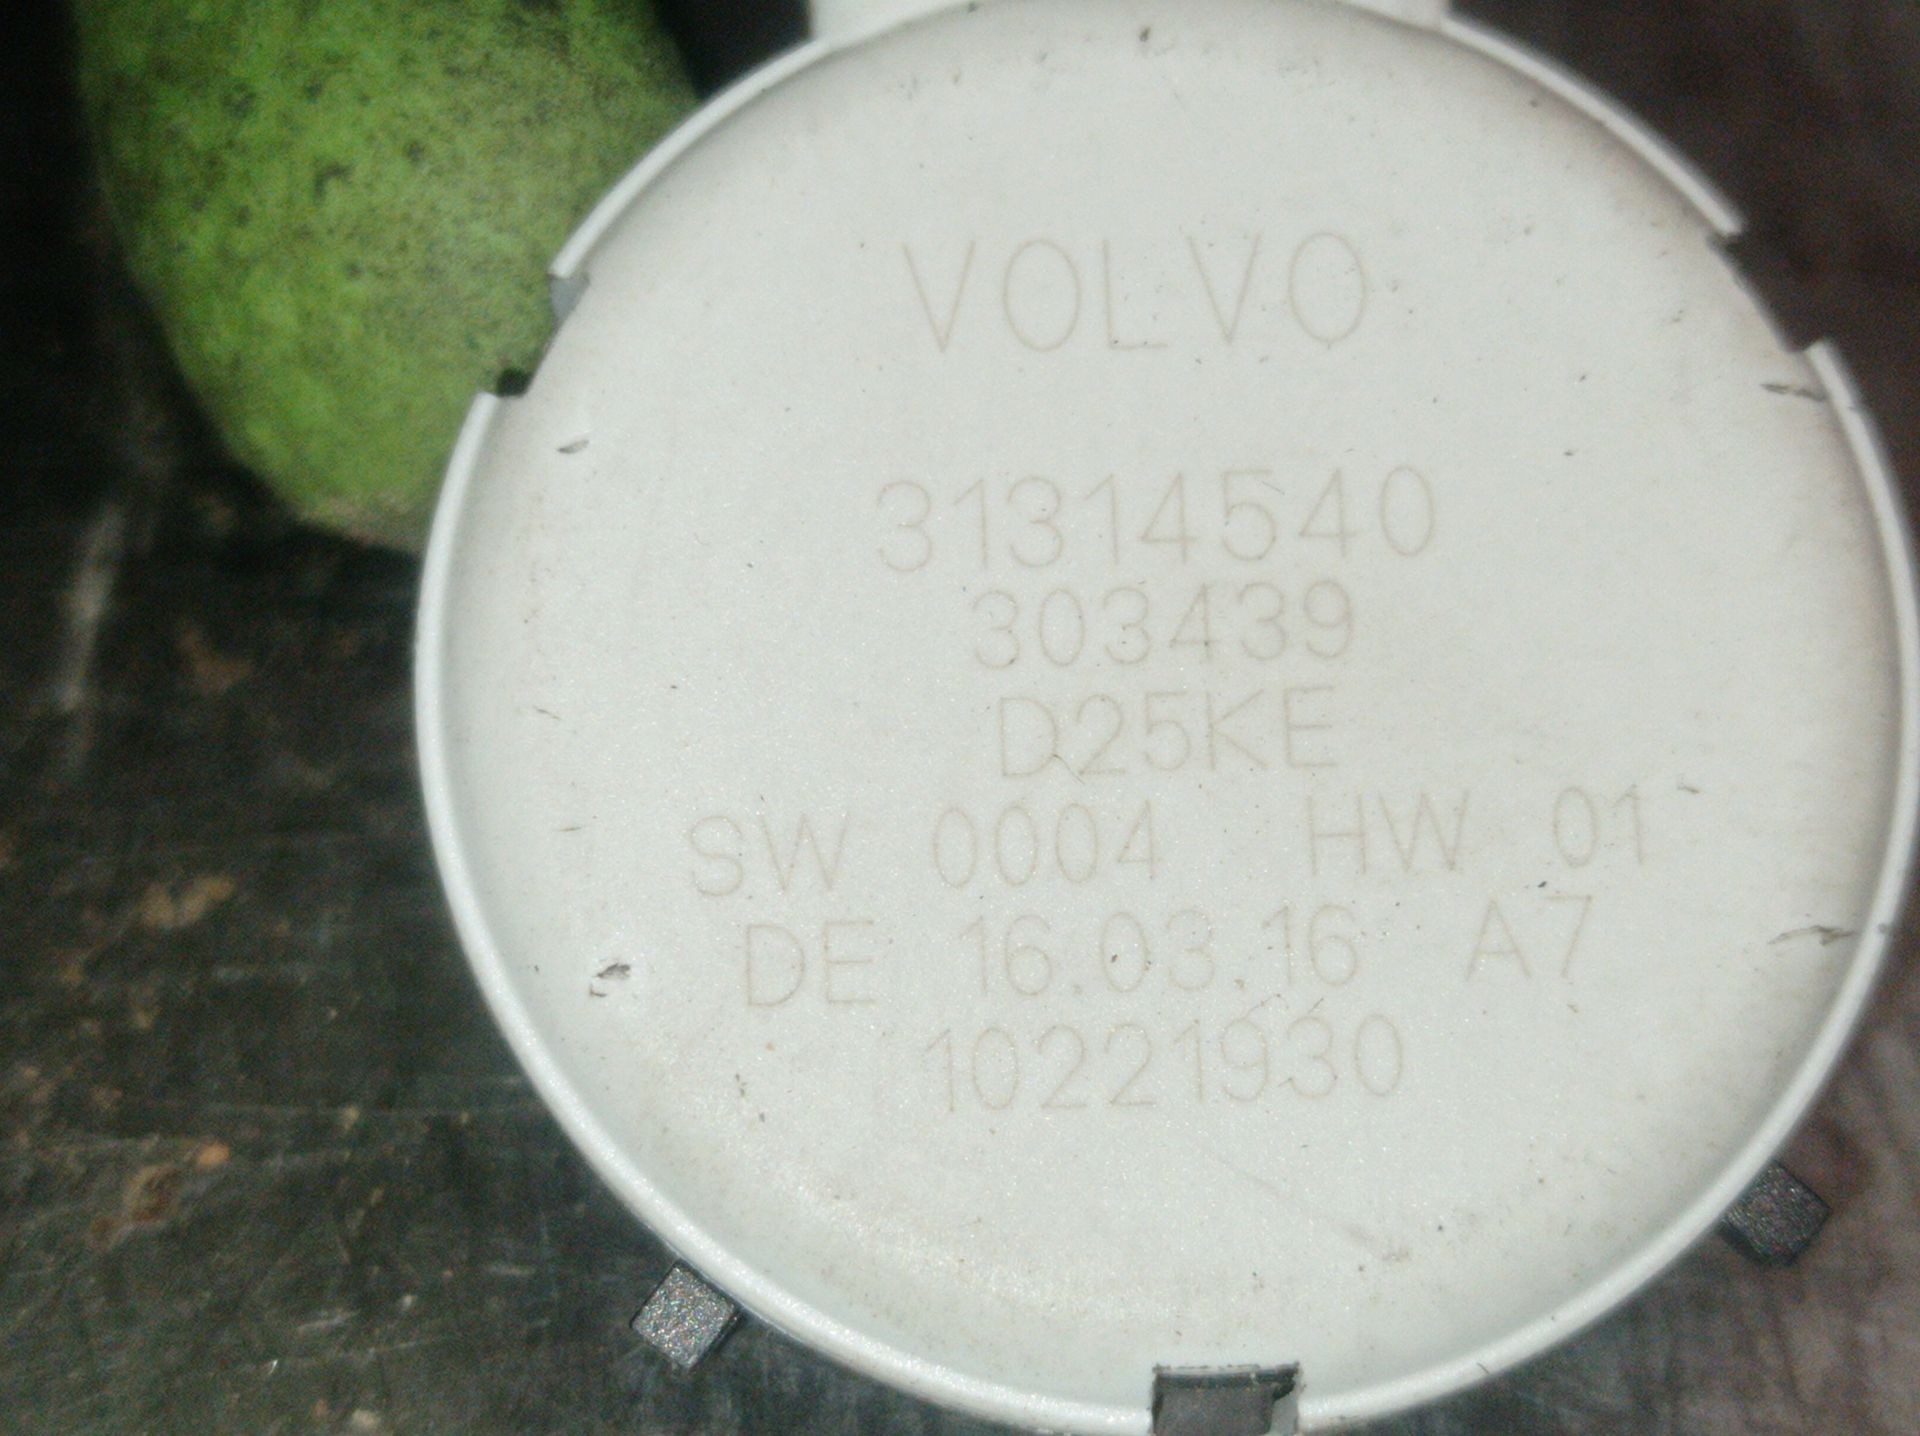 VOLVO
31314540
303439
D25KE
SW 0004 HW 01
DE 16.03.16 A7
10221930